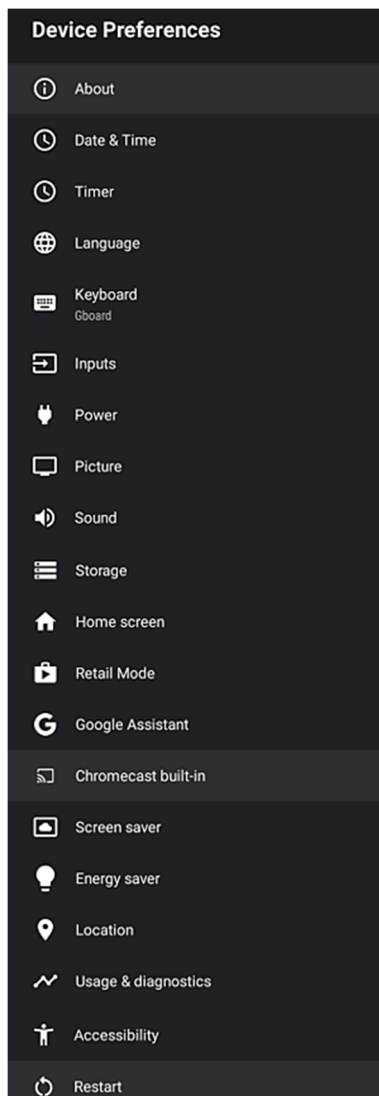 Device Preferences
About
Date & Time
Timer
Language
Keyboard
Gboard
Inputs
Power
Picture
Sound
Storage
Home screen
Retail Mode
Google Assistant
Chromecast built-in
Screen saver
Energy saver
Location
Usage & diagnostics
Accessibility
Restart